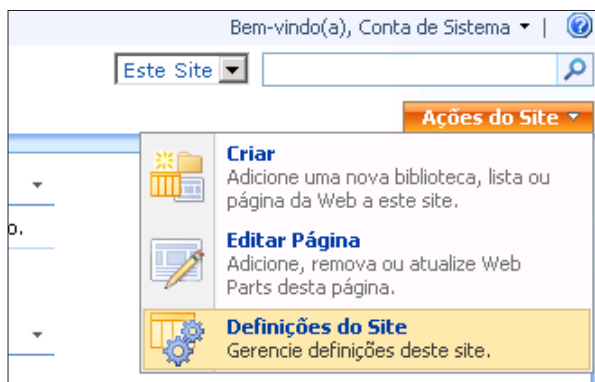 Bem-vindo(a), Conta de Sistema |
Este Site
Ações do Site
Criar
Adicione uma nova biblioteca, lista ou
página da Web a este site.
o.
Editar Página
Adicione, remova ou atualize Web
Parts desta página.
Definições do Site
Gerencie definições deste site.